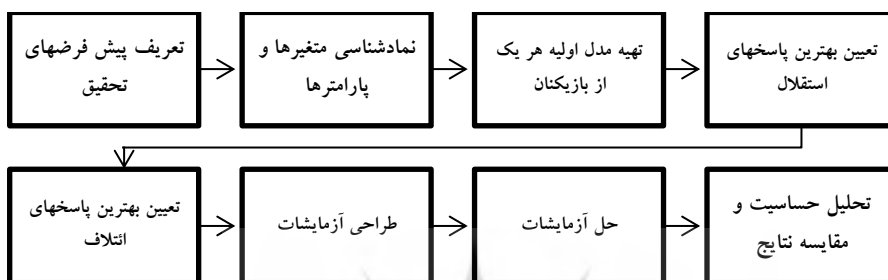 تعریف پیش فرضهای
تحقیق
نمادشناسی متغیرها و
پارامترها
تهیه مدل اولیه هر یک
از بازیکنان
تعیین بهترین پاسخهای
استقلال
تعیین بهترین پاسخهای
ائتلاف
طراحی آزمایشات
حل آزمایشات
تحلیل حساسیت و
مقایسه نتایج